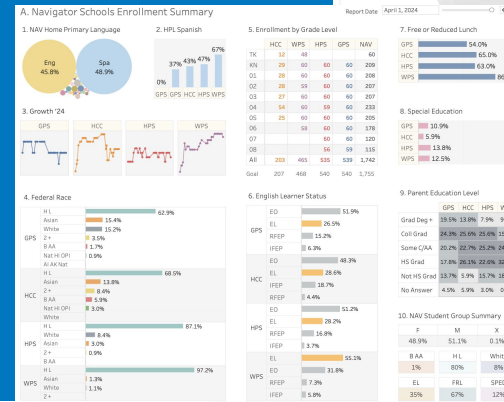 A. Navigator Schools Enrollment Summary
Report Date April 1, 2024
1. NAV Home Primary Language
Eng
45.8%
Spa
48.9%
2. HPL Spanish
0% 37% 43% 47% 67%
GPS GPS HCC HPS WPS
3. Growth '24
GPS HCC HPS WPS
4. Federal Race
GPS
H L 62.9%
Asian 15.4%
White 15.2%
2+ 3.5%
B AA 1.7%
Nat HI OPI 0.9%
AI AK Nat
HCC
H L 68.5%
Asian 13.8%
2+ 8.4%
B AA 5.9%
Nat HI OPI 3.0%
White
HPS
H L 87.1%
White 8.4%
Asian 3.0%
2+ 0.9%
B AA
WPS
H L 97.2%
Asian 1.3%
White 1.1%
2+
5. Enrollment by Grade Level
HCC WPS HPS GPS NAV
TK 12 48 60
KN 29 60 60 60 209
01 28 60 60 60 208
02 28 59 60 60 207
03 27 60 60 60 207
04 54 60 59 60 233
05 25 60 60 60 205
06 58 60 60 178
07 60 60 120
08 56 59 115
All 203 465 535 539 1,742
Goal 207 468 540 540 1,755
6. English Learner Status
GPS
EO 51.9%
EL 26.5%
RFEP 15.2%
IFEP 6.3%
HCC
EO 48.3%
EL 28.6%
IFEP 18.7%
RFEP 4.4%
HPS
EO 51.2%
EL 28.2%
RFEP 16.8%
IFEP 3.7%
WPS
EL 55.1%
EO 31.8%
RFEP 7.3%
IFEP 5.8%
7. Free or Reduced Lunch
GPS 54.0%
HCC 65.0%
HPS 63.0%
WPS 86
8. Special Education
GPS 10.9%
HCC 5.9%
HPS 13.8%
WPS 12.5%
9. Parent Education Level
GPS HCC HPS W
Grad Deg + 19.5% 13.8% 7.9% 9
Coll Grad 24.3% 25.6% 25.6% 15
Some C/AA 20.2% 22.7% 25.2% 24
HS Grad 17.8% 26.1% 22.6% 32
Not HS Grad 13.7% 5.9% 15.7% 18
No Answer 4.5% 5.9% 3.0% 0
10. NAV Student Group Summary
F M X
48.9% 51.1% 0.1%
B AA H L Whit
1% 80% 8%
EL FRL SPED
35% 67% 12%